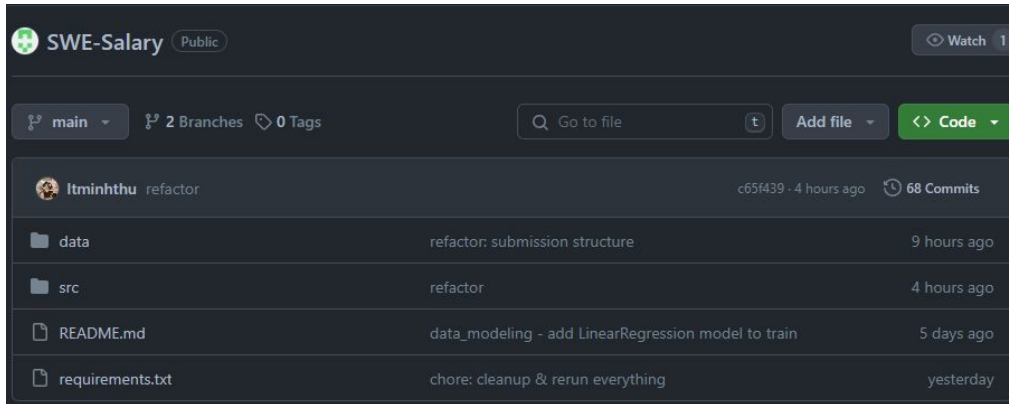 SWE-Salary Public Watch 1
main 2 Branches 0 Tags Go to file t Add file <> Code
ltminhthu refactor c65f439 · 4 hours ago 68 Commits
data refactor: submission structure 9 hours ago
src refactor 4 hours ago
README.md data_modeling - add LinearRegression model to train 5 days ago
requirements.txt chore: cleanup & rerun everything yesterday